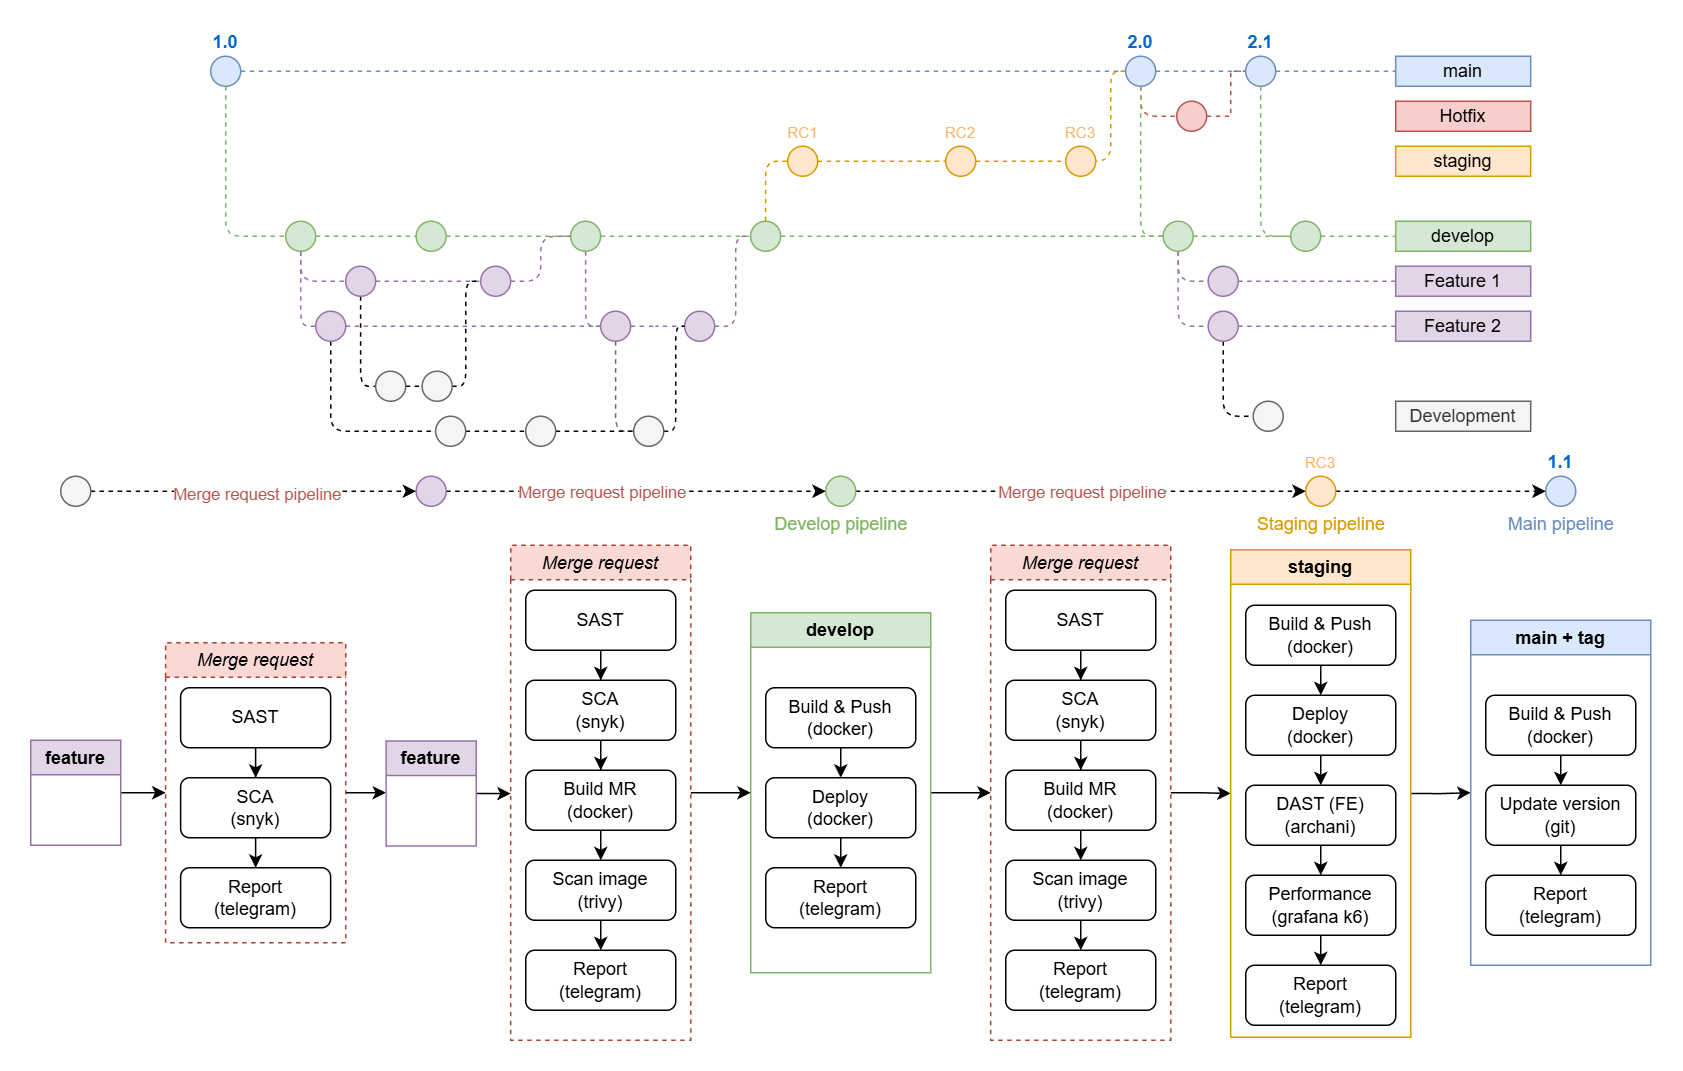 1.0
2.0
2.1
main
Hotfix
RC1
RC2
RC3
staging
develop
Feature 1
Feature 2
Development
RC3
1.1
Merge request pipeline
Merge request pipeline
Merge request pipeline
Develop pipeline
Staging pipeline
Main pipeline
feature
Merge request
SAST
SCA
(snyk)
Report
(telegram)
feature
Merge request
SAST
SCA
(snyk)
Build MR
(docker)
Scan image
(trivy)
Report
(telegram)
develop
Build & Push
(docker)
Deploy
(docker)
Report
(telegram)
Merge request
SAST
SCA
(snyk)
Build MR
(docker)
Scan image
(trivy)
Report
(telegram)
staging
Build & Push
(docker)
Deploy
(docker)
DAST (FE)
(archani)
Performance
(grafana k6)
Report
(telegram)
main + tag
Build & Push
(docker)
Update version
(git)
Report
(telegram)